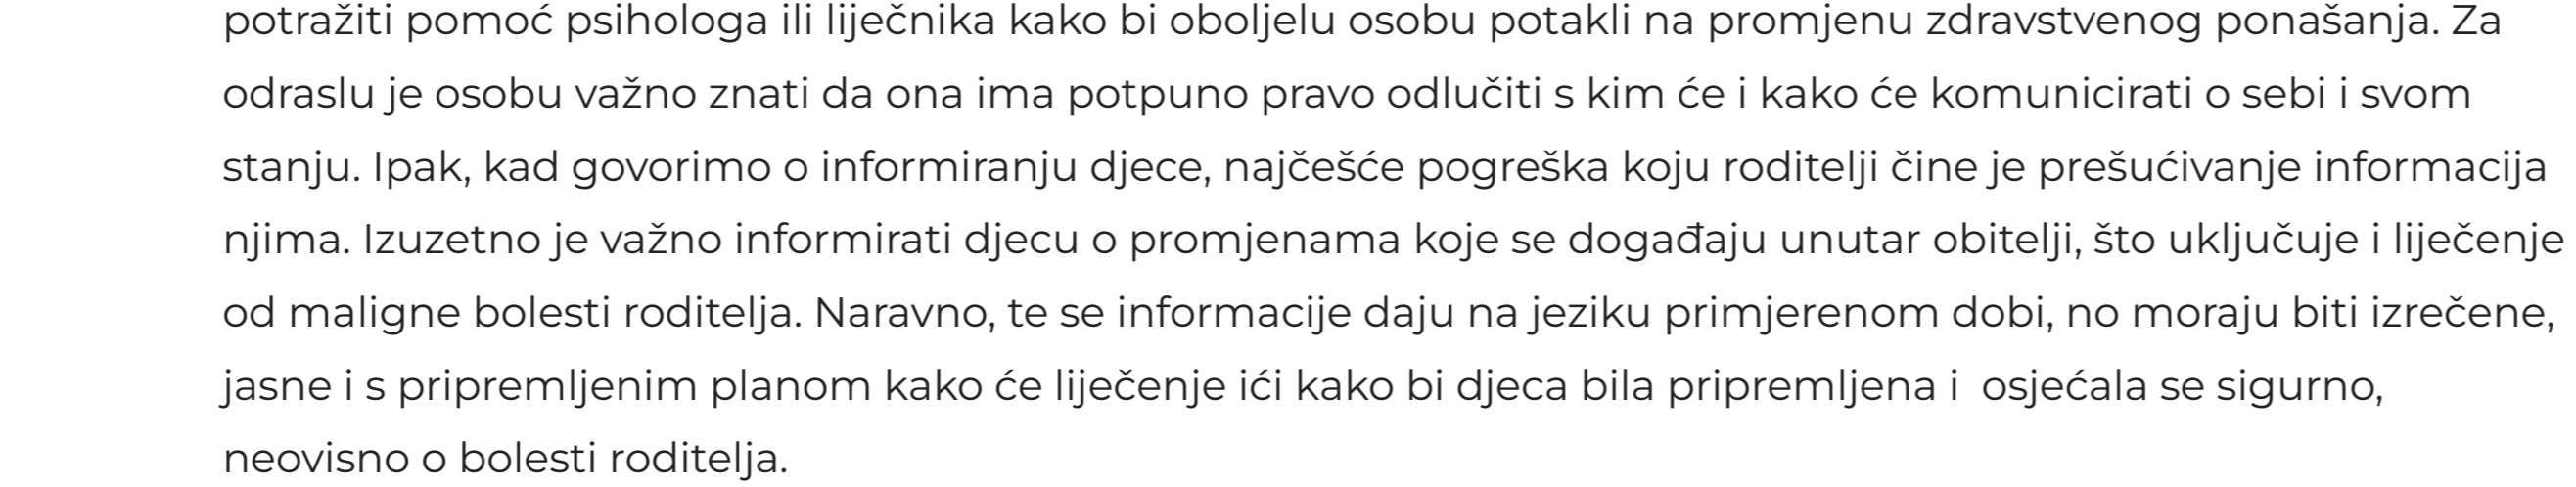 potražiti pomoć psihologa ili liječnika kako bi oboljelu osobu potakli na promjenu zdravstvenog ponašanja. Za
odraslu je osobu važno znati da ona ima potpuno pravo odlučiti s kim će i kako će komunicirati o sebi i svom
stanju. Ipak, kad govorimo o informiranju djece, najčešće pogreška koju roditelji čine je prešućivanje informacija
njima. Izuzetno je važno informirati djecu o promjenama koje se događaju unutar obitelji, što uključuje i liječenje
od maligne bolesti roditelja. Naravno, te se informacije daju na jeziku primjerenom dobi, no moraju biti izrečene,
jasne i s pripremljenim planom kako će liječenje ići kako bi djeca bila pripremljena i  osjećala se sigurno,
neovisno o bolesti roditelja.